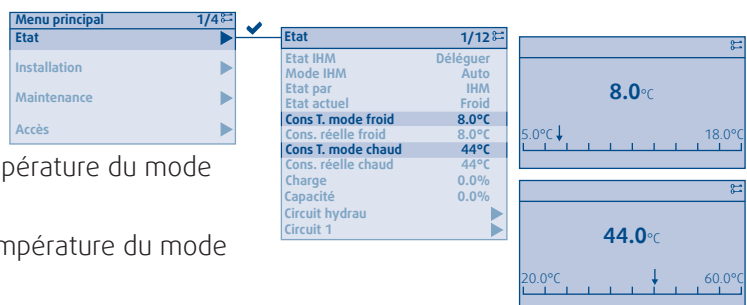 Menu principal 1/4
Etat
Installation
Maintenance
Accès
Etat 1/12
Etat IHM Déléguer
Mode IHM Auto
Etat par IHM
Etat actuel Froid
Cons T. mode froid 8.0°C
Cons. réelle froid 8.0°C
Cons T. mode chaud 44°C
Cons. réelle chaud 44°C
Charge 0.0%
Capacité 0.0%
Circuit hydrau
Circuit 1
8.0°C
5.0°C 18.0°C
44.0°C
20.0°C 60.0°C
pérature du mode
mpérature du mode